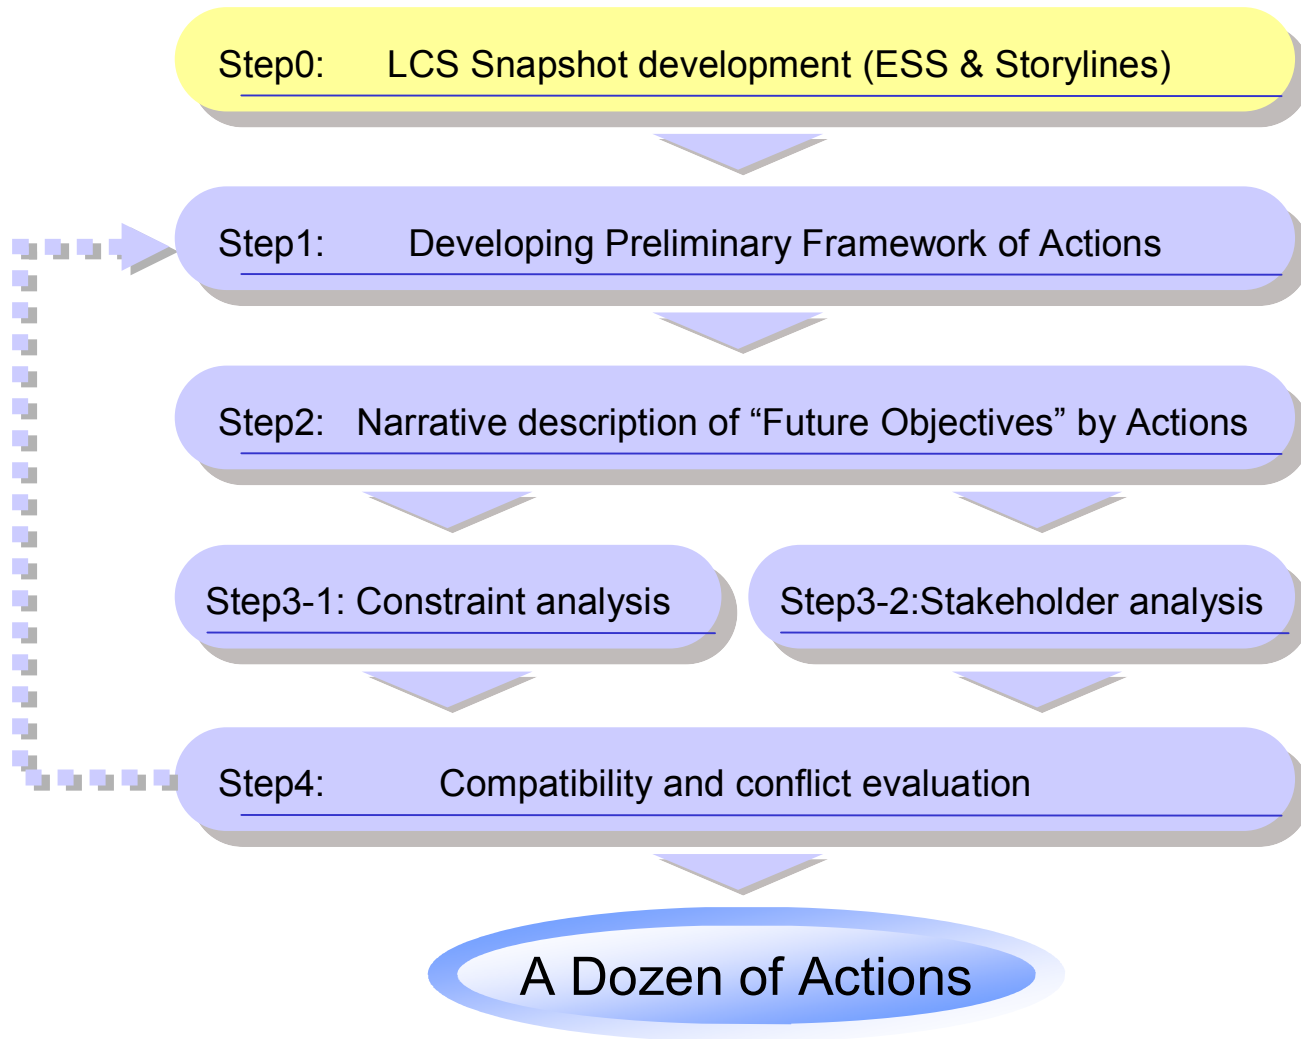 Step0: LCS Snapshot development (ESS & Storylines)
Step1: Developing Preliminary Framework of Actions
Step2: Narrative description of “Future Objectives” by Actions
Step3-1: Constraint analysis
Step3-2:Stakeholder analysis
Step4: Compatibility and conflict evaluation
A Dozen of Actions